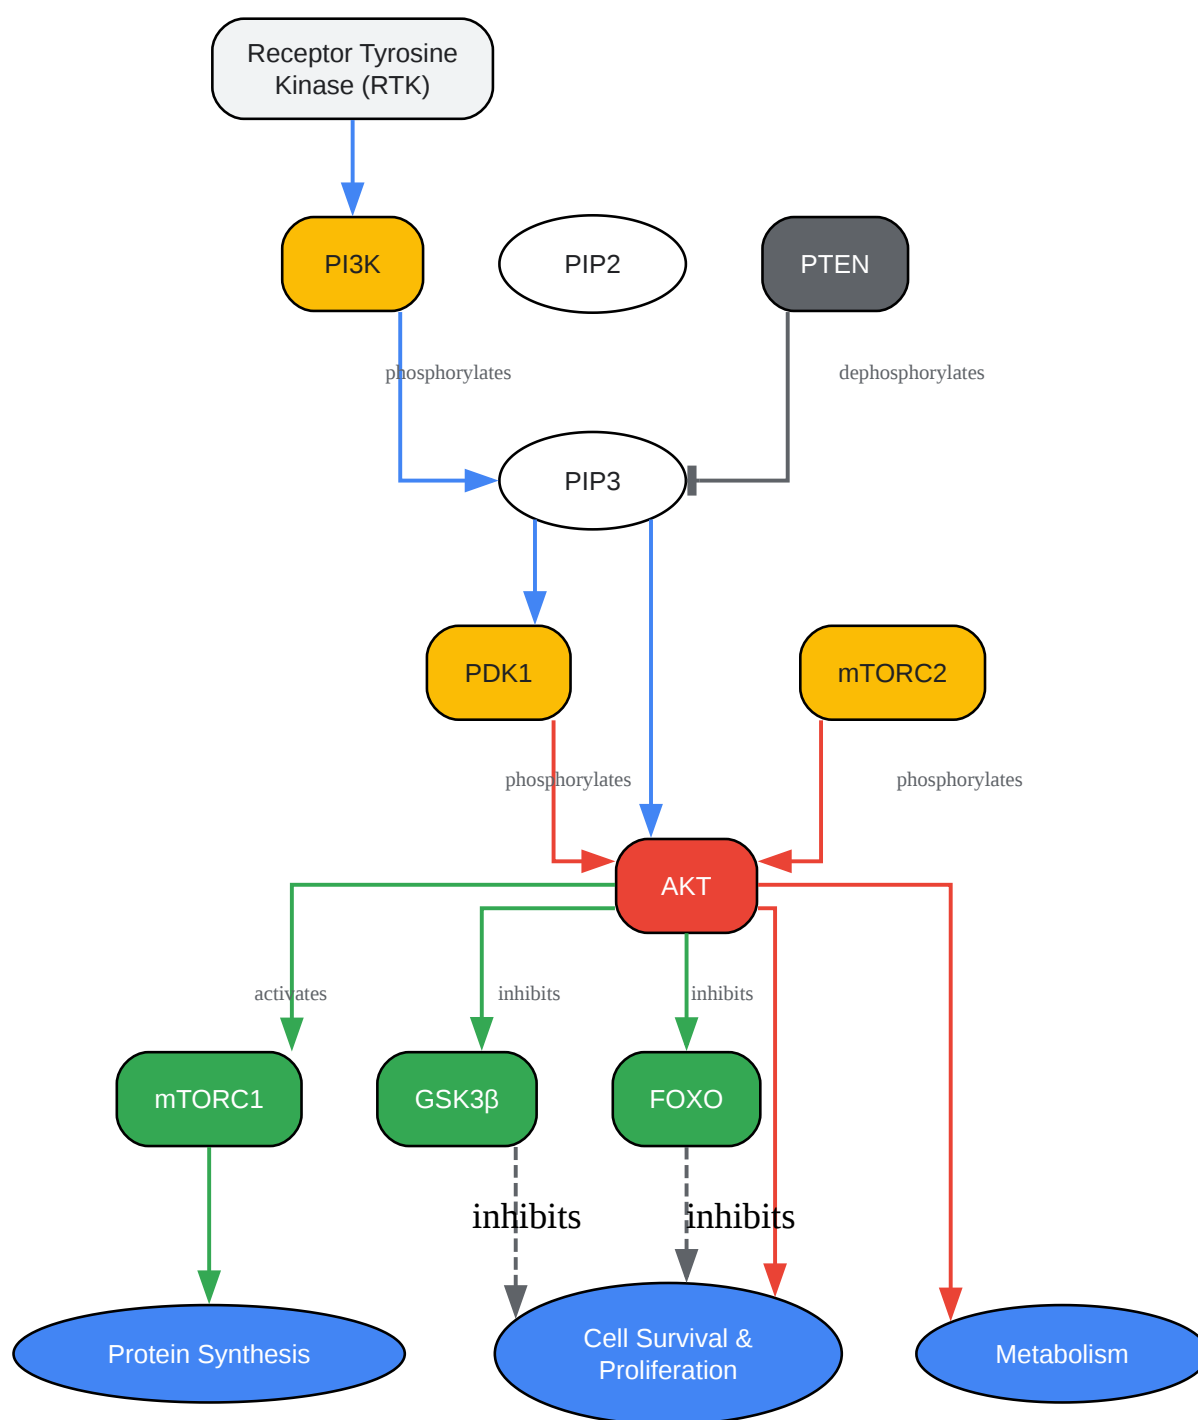 Receptor Tyrosine
Kinase (RTK)
PI3K
PIP2
PTEN
phosphorylates
dephosphorylates
PIP3
PDK1
mTORC2
phosphorylates
phosphorylates
AKT
activates
inhibits
inhibits
mTORC1
GSK3β
FOXO
inhibits
inhibits
Protein Synthesis
Cell Survival &
Proliferation
Metabolism